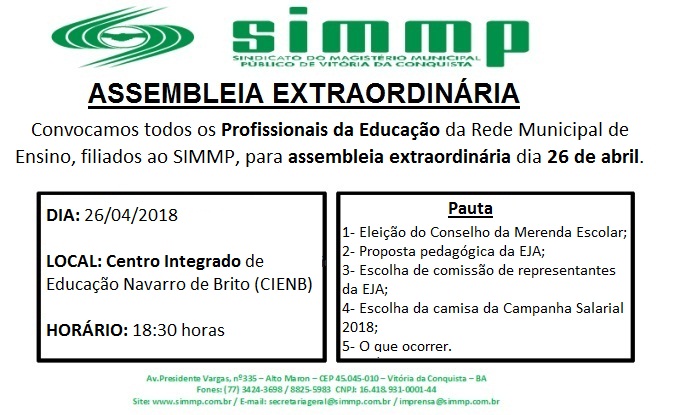 simmp
SINDICATO DO MAGISTÉRIO MUNICIPAL
PÚBLICO DE VITÓRIA DA CONQUISTA
ASSEMBLEIA EXTRAORDINÁRIA
Convocamos todos os Profissionais da Educação da Rede Municipal de
Ensino, filiados ao SIMMP, para assembleia extraordinária dia 26 de abril.
DIA: 26/04/2018
LOCAL: Centro Integrado de
Educação Navarro de Brito (CIENB)
HORÁRIO: 18:30 horas
Pauta
1- Eleição do Conselho da Merenda Escolar;
2- Proposta pedagógica da EJA;
3- Escolha de comissão de representantes
da EJA;
4- Escolha da camisa da Campanha Salarial
2018;
5- O que ocorrer.
Av.Presidente Vargas, nº335 – Alto Maron – CEP 45.045-010 – Vitória da Conquista – BA
Fones: (77) 3424-3698 / 8825-5983 CNPJ: 16.418.931-0001-44
Site: www.simmp.com.br / E-mail: secretariageral@simmp.com.br / imprensa@simmp.com.br